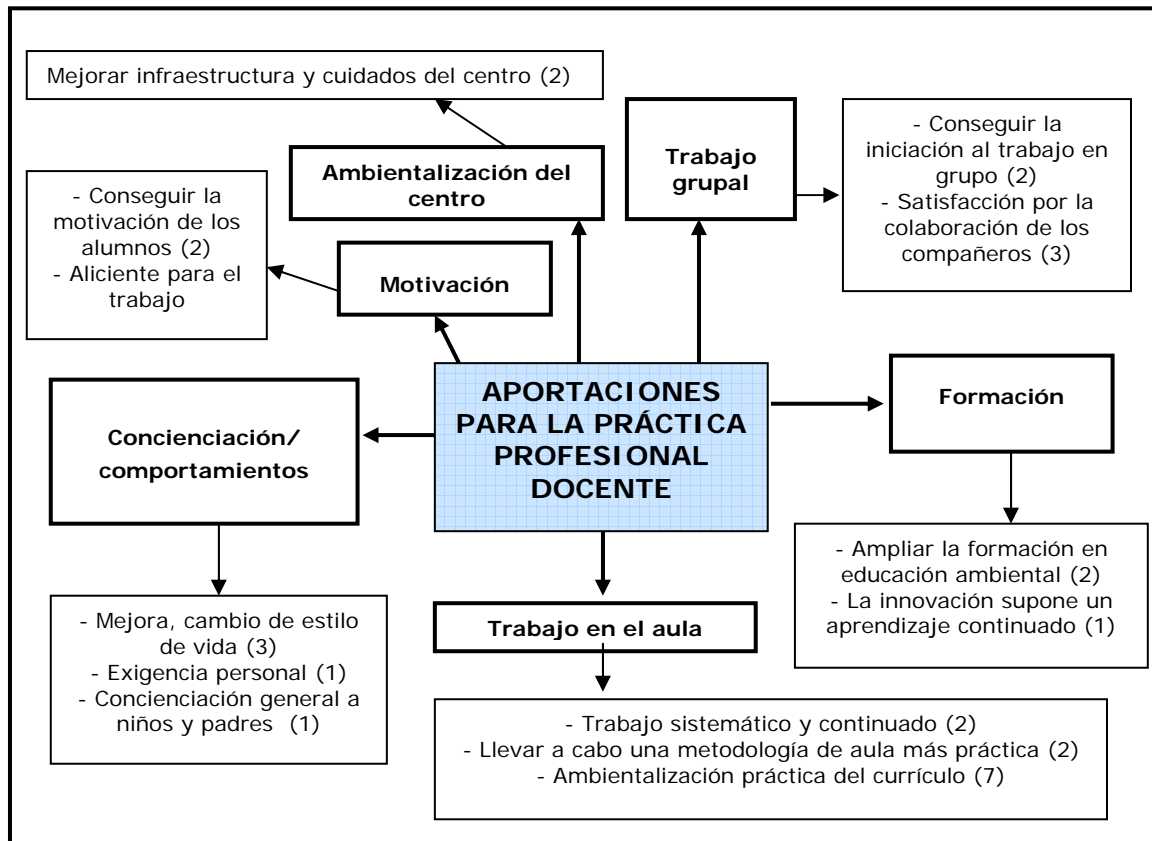 Mejorar infraestructura y cuidados del centro (2)
Ambientalización del
centro
Trabajo
grupal
- Conseguir la
iniciación al trabajo en
grupo (2)
- Satisfacción por la
colaboración de los
compañeros (3)
- Conseguir la
motivación de los
alumnos (2)
- Aliciente para el
trabajo
Motivación
APORTACIONES
PARA LA PRÁCTICA
PROFESIONAL
DOCENTE
Formación
Concienciación/
comportamientos
- Ampliar la formación en
educación ambiental (2)
- La innovación supone un
aprendizaje continuado (1)
- Mejora, cambio de estilo
de vida (3)
- Exigencia personal (1)
- Concienciación general a
niños y padres  (1)
Trabajo en el aula
- Trabajo sistemático y continuado (2)
- Llevar a cabo una metodología de aula más práctica (2)
- Ambientalización práctica del currículo (7)